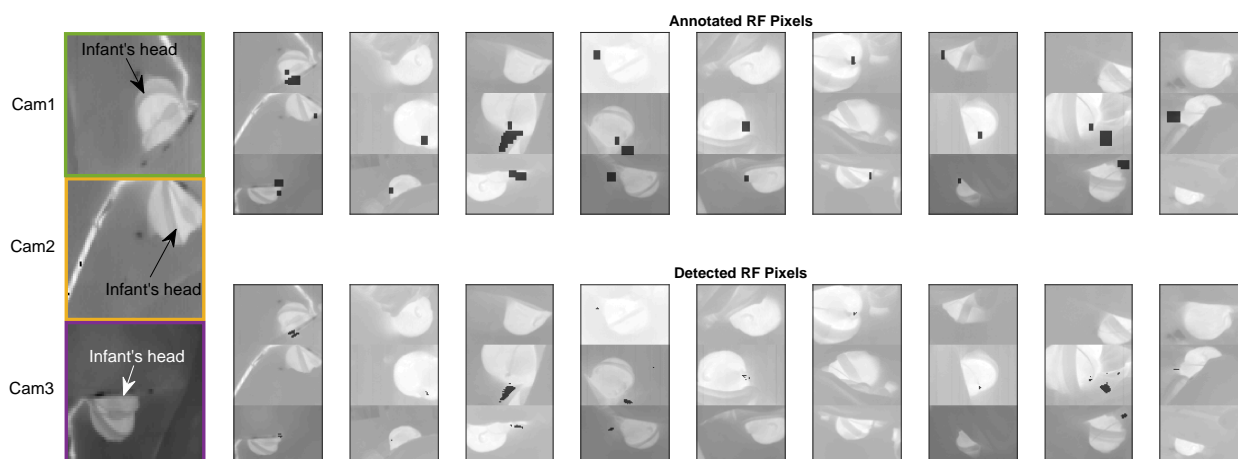 Annotated RF Pixels
Infant's head
Cam1
Cam2
Infant's head
Detected RF Pixels
Infant's head
Cam3